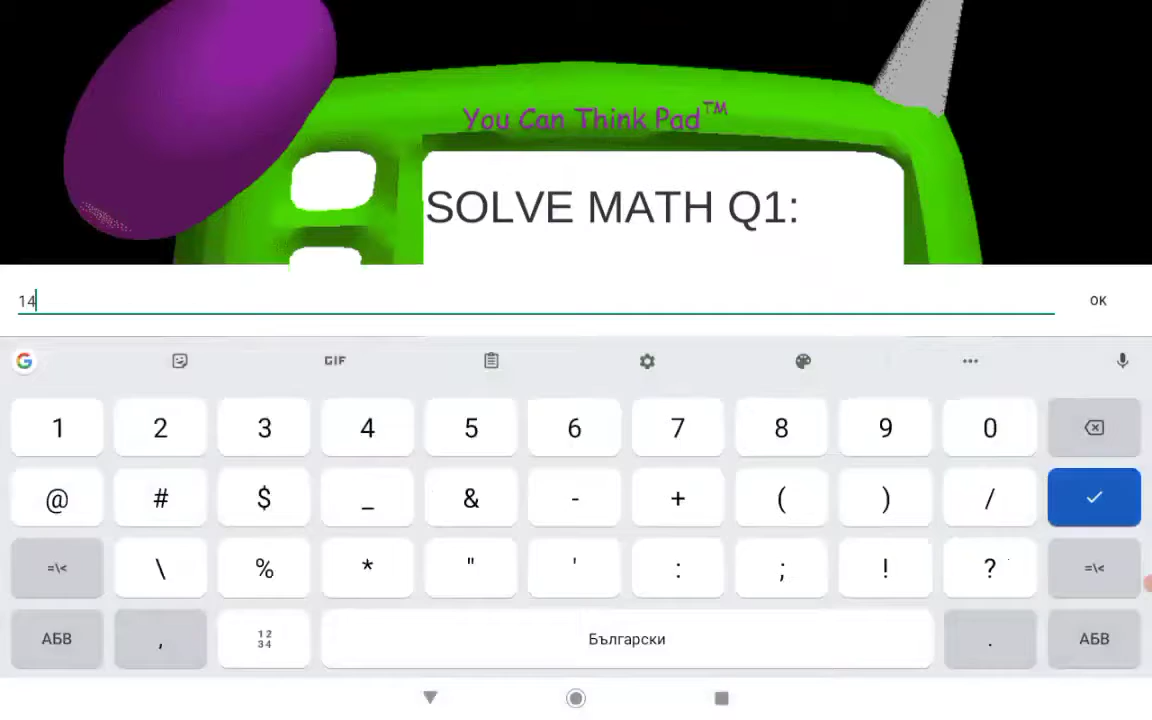 You Can Think Pad™
SOLVE MATH Q1:
14
OK
GIF
1 2 3 4 5 6 7 8 9 0
@ # $ _ & - + ( ) /
=\< \ % * " ' : ; ! ? =\<
АБВ , 12 34 Български . АБВ